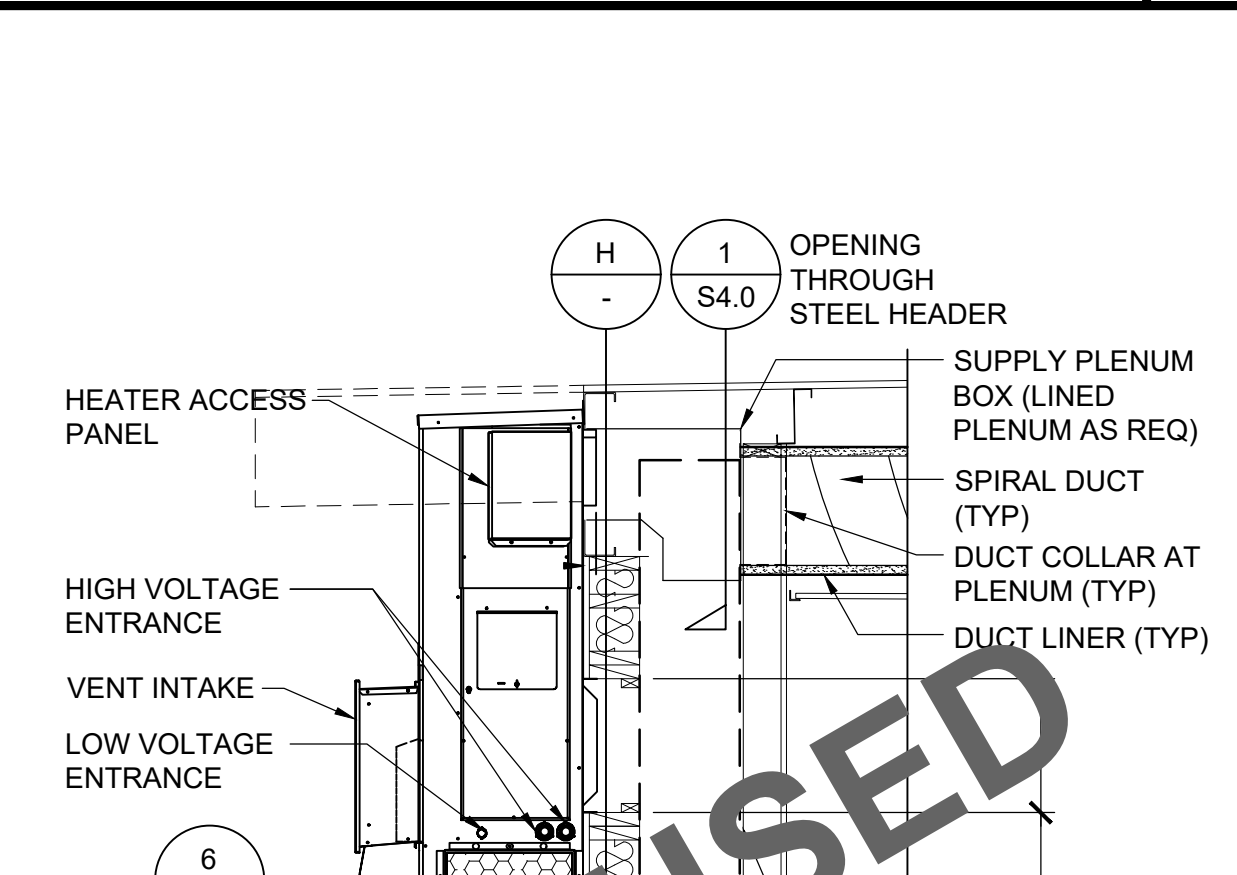 H
-
1
S4.0
OPENING
THROUGH
STEEL HEADER
SUPPLY PLENUM
BOX (LINED
PLENUM AS REQ)
SPIRAL DUCT
(TYP)
DUCT COLLAR AT
PLENUM (TYP)
DUCT LINER (TYP)
HEATER ACCESS
PANEL
HIGH VOLTAGE
ENTRANCE
VENT INTAKE
LOW VOLTAGE
ENTRANCE
6